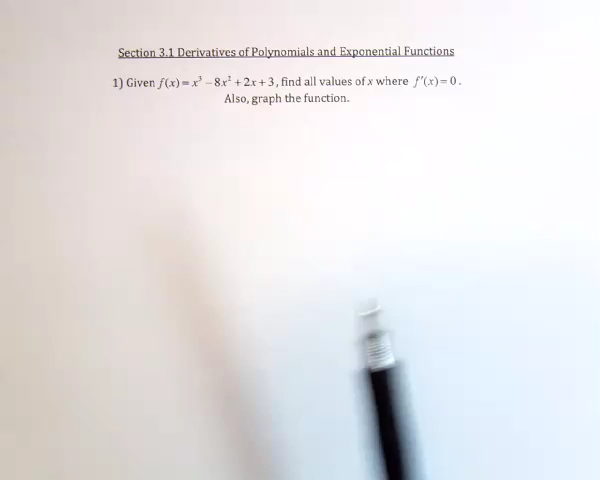 Section 3.1 Derivatives of Polynomials and Exponential Functions
1) Given f(x) = x³ − 8x² + 2x + 3, find all values of x where f′(x) = 0.
Also, graph the function.